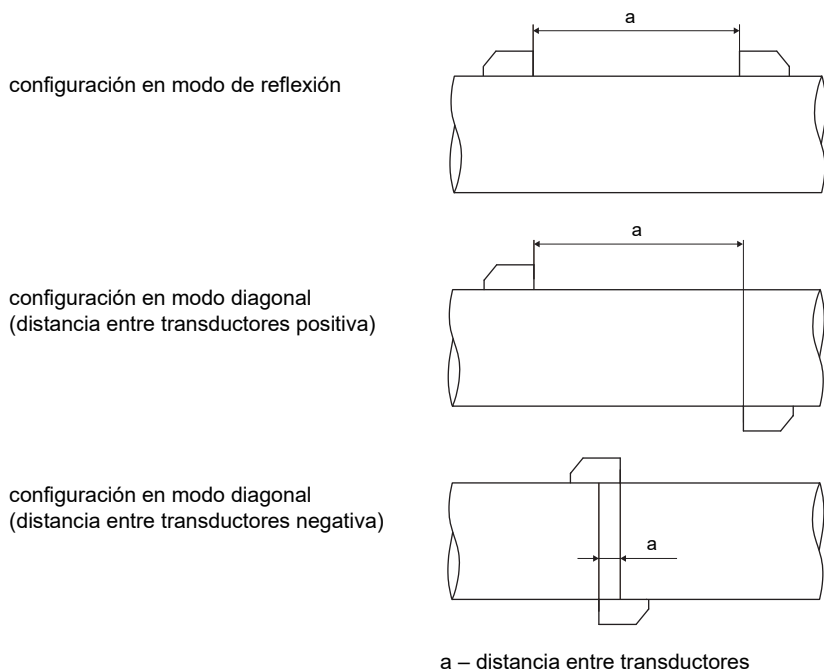 a
configuración en modo de reflexión
a
configuración en modo diagonal
(distancia entre transductores positiva)
configuración en modo diagonal
(distancia entre transductores negativa)
a
a – distancia entre transductores